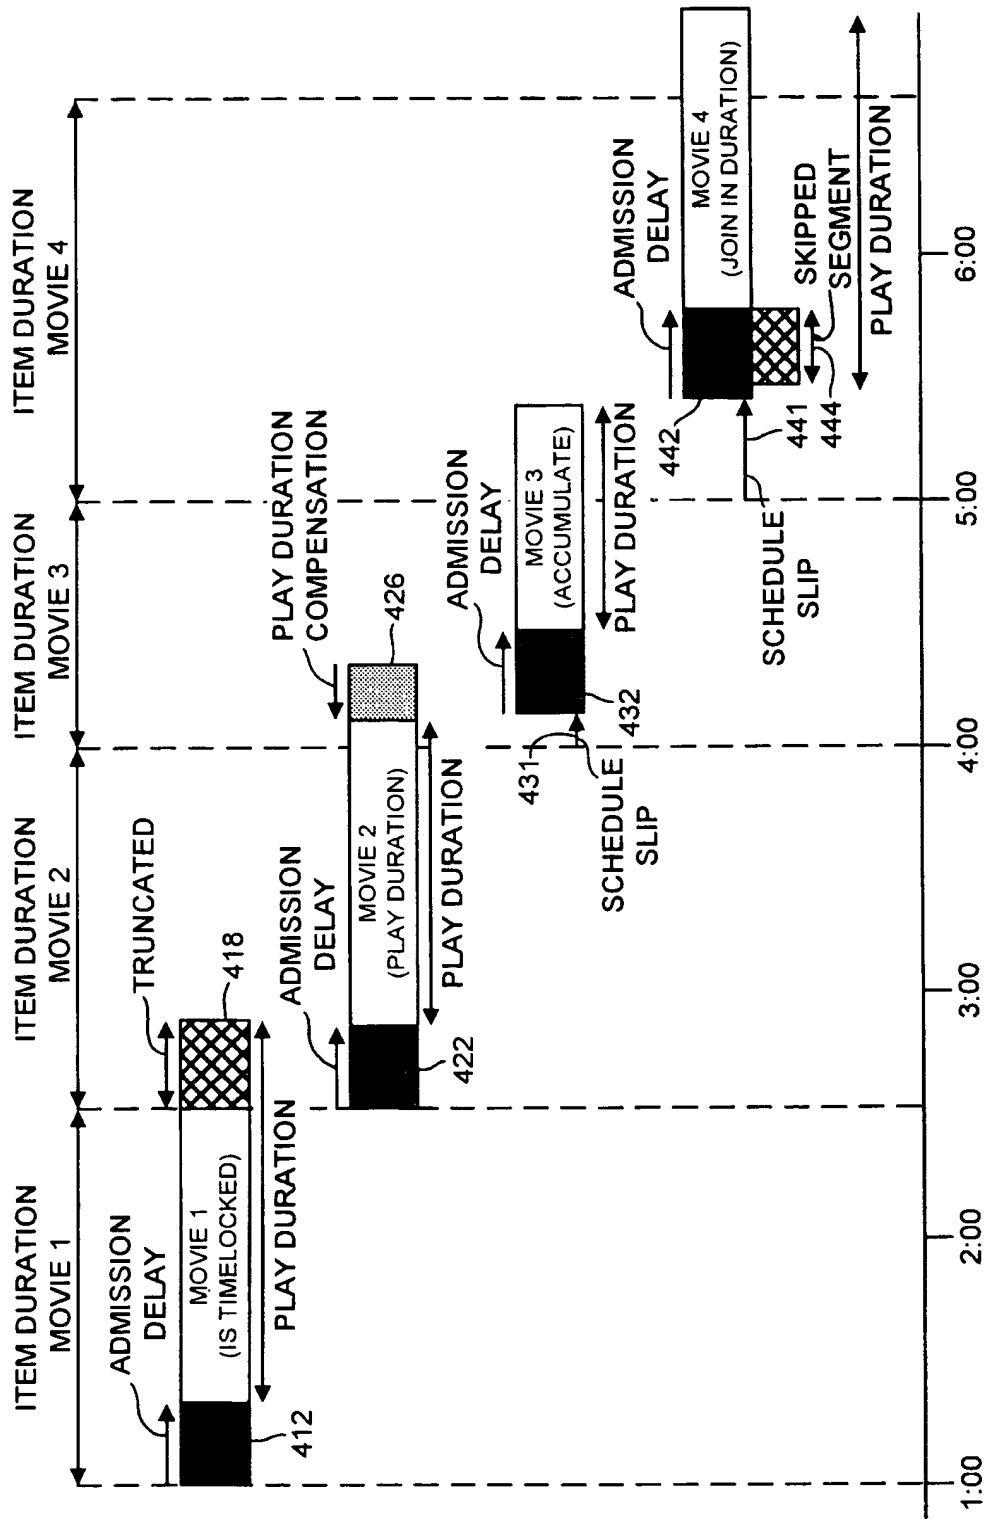 ITEM DURATION
MOVIE 1
ITEM DURATION
MOVIE 2
ITEM DURATION
MOVIE 3
ITEM DURATION
MOVIE 4
ADMISSION
DELAY
TRUNCATED
MOVIE 1
(IS TIMELOCKED)
412
418
PLAY DURATION
ADMISSION
DELAY
PLAY DURATION
COMPENSATION
MOVIE 2
(PLAY DURATION)
422
426
PLAY DURATION
ADMISSION
DELAY
MOVIE 3
(ACCUMULATE)
431
432
PLAY DURATION
SCHEDULE
SLIP
ADMISSION
DELAY
MOVIE 4
(JOIN IN DURATION)
442
441
444
SKIPPED
SEGMENT
SCHEDULE
SLIP
PLAY DURATION
1:00
2:00
3:00
4:00
5:00
6:00